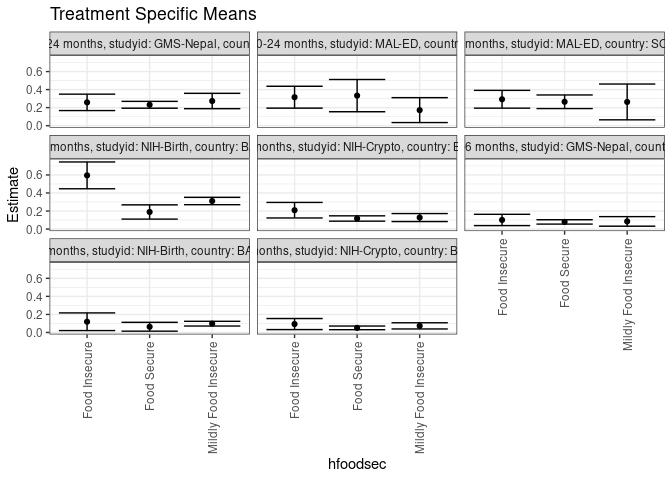 Treatment Specific Means
24 months, studyid: GMS-Nepal, coun
0-24 months, studyid: MAL-ED, countr
months, studyid: MAL-ED, country: SO
0.6
0.4
0.2
0.0
months, studyid: NIH-Birth, country: B
months, studyid: NIH-Crypto, country: B
6 months, studyid: GMS-Nepal, count
0.6
0.4
0.2
0.0
months, studyid: NIH-Birth, country: BA
months, studyid: NIH-Crypto, country: B
0.6
0.4
0.2
0.0
Estimate
Food Insecure
Food Secure
Mildly Food Insecure
Food Insecure
Food Secure
Mildly Food Insecure
Food Insecure
Food Secure
Mildly Food Insecure
hfoodsec